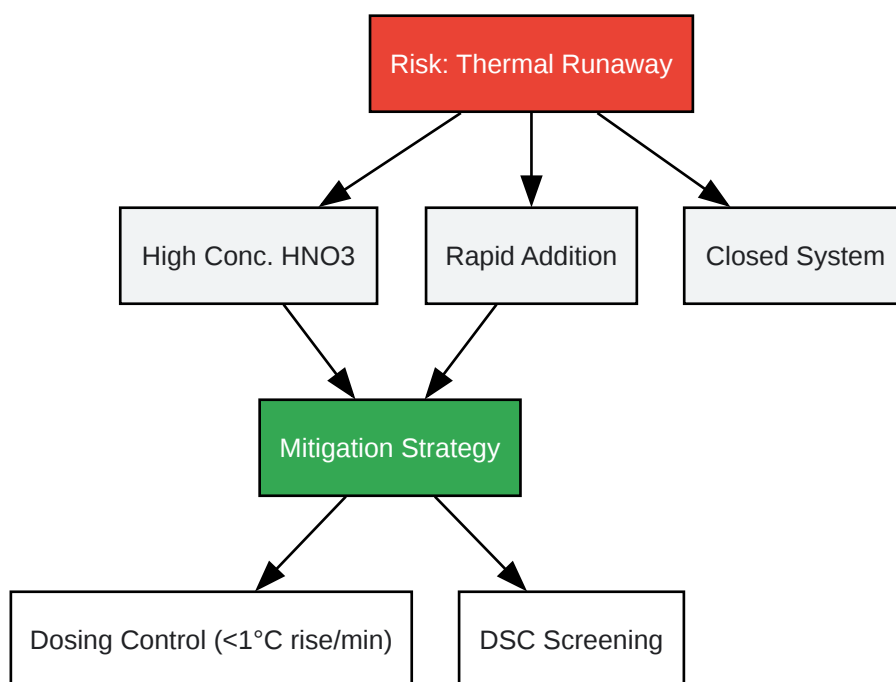 Risk: Thermal Runaway
High Conc. HNO3
Rapid Addition
Closed System
Mitigation Strategy
Dosing Control (<1°C rise/min)
DSC Screening